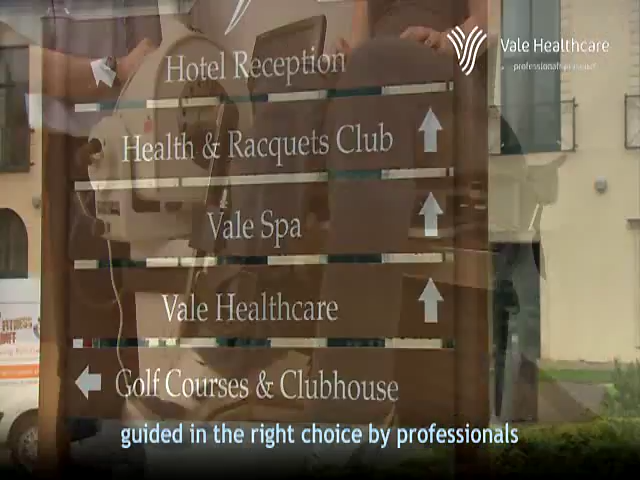 Vale Healthcare
Hotel Reception
Health & Racquets Club
Vale Spa
Vale Healthcare
Golf Courses & Clubhouse
guided in the right choice by professionals